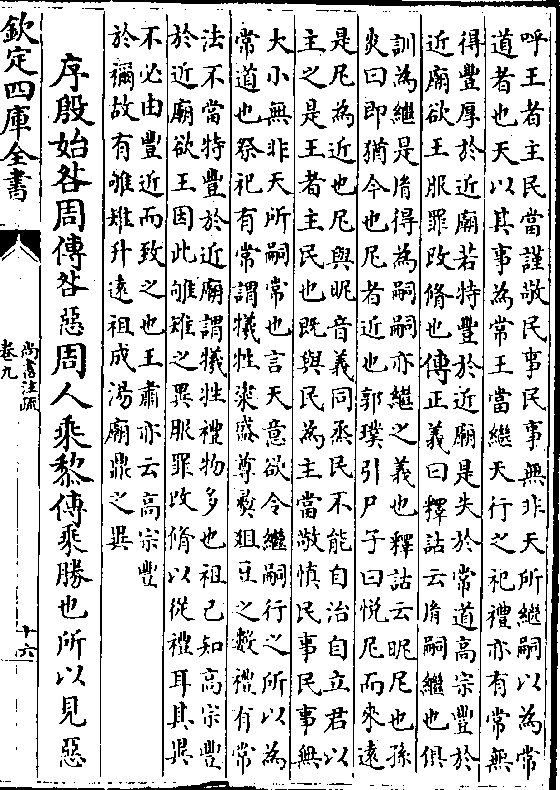 呼王者主民當謹敬民事民事無非天所繼嗣以為常
道者也天以其事為常王當繼天行之祀禮亦有常無
得豐厚於近廟若特豐於近廟是失於常道高宗豐於
近廟欲王服罪改脩也傳正義曰釋詁云胤嗣繼也俱
訓為繼是胤得為嗣嗣亦繼之義也釋詁云昵尼也孫
炎曰即猶今也尼者近也郭璞引尸子曰悦尼而來遠
是尼為近也尼與昵音義同烝民不能自治自立君以
主之是王者主民也既與民為主當敬慎民事民事無
大小無非天所嗣常也言天意欲令繼嗣行之所以為
常道也祭祀有常謂犧牲粢盛尊彝俎豆之數禮有常
法不當特豐於近廟謂犧牲禮物多也祖己知高宗豐
於近廟欲王因此雊雉之異服罪改脩以從禮耳其異
不必由豐近而致之也王肅亦云高宗豐
於禰故有雊雉升遠祖成湯廟鼎之異
序殷始咎周傳咎惡周人乘黎傳乘勝也所以見惡
欽定四庫全書
尚書注疏
卷九
十六